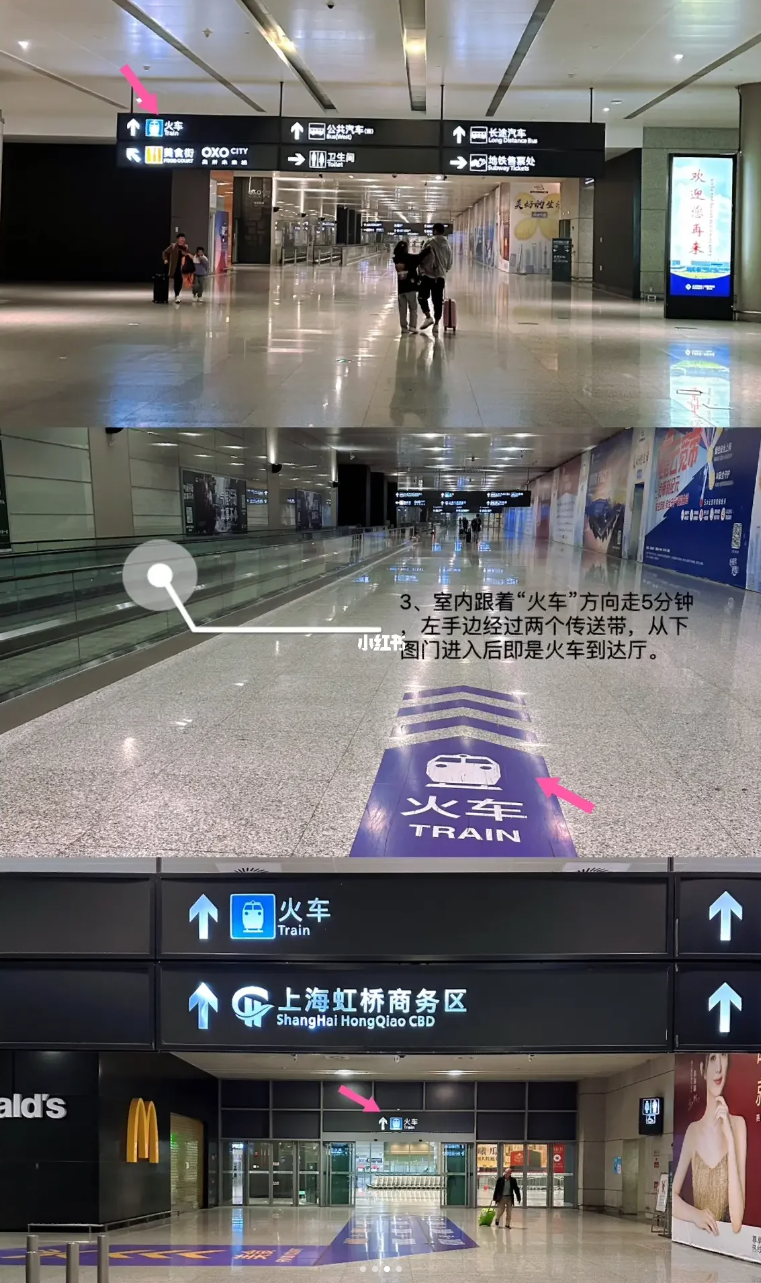 火车
Train
公共汽车(西)
Bus(West)
长途汽车
Long Distance Bus
美食街
FOOD COURT
OXO CITY
卫生间
Toilet
地铁售票处
Subway Tickets
欢迎您再来
3、室内跟着“火车”方向走5分钟
，左手边经过两个传送带，从下
图门进入后即是火车到达厅。
小红书
火车
TRAIN
火车
Train
上海虹桥商务区
ShangHai HongQiao CBD
ald's
火车
Train